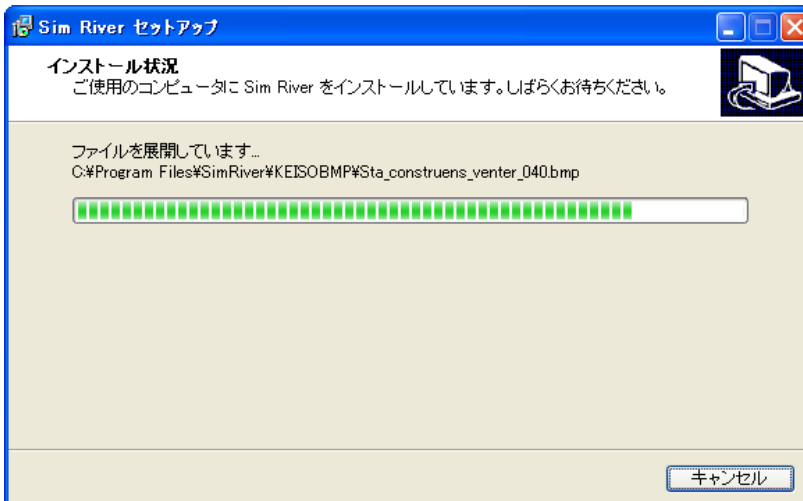 Sim River セットアップ
インストール状況
ご使用のコンピュータに Sim River をインストールしています。しばらくお待ちください。
ファイルを展開しています...
C:¥Program Files¥SimRiver¥KEISOBMP¥Sta_construens_venter_040.bmp
キャンセル